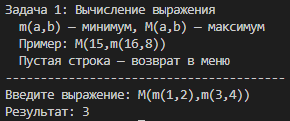 Задача 1: Вычисление выражения
m(a,b) — минимум, M(a,b) — максимум
Пример: M(15,m(16,8))
Пустая строка — возврат в меню
----------------------------------------
Введите выражение: M(m(1,2),m(3,4))
Результат: 3